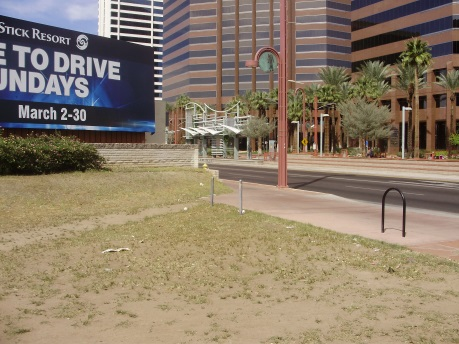 STICK RESORT
E TO DRIVE
UNDAYS
March 2-30